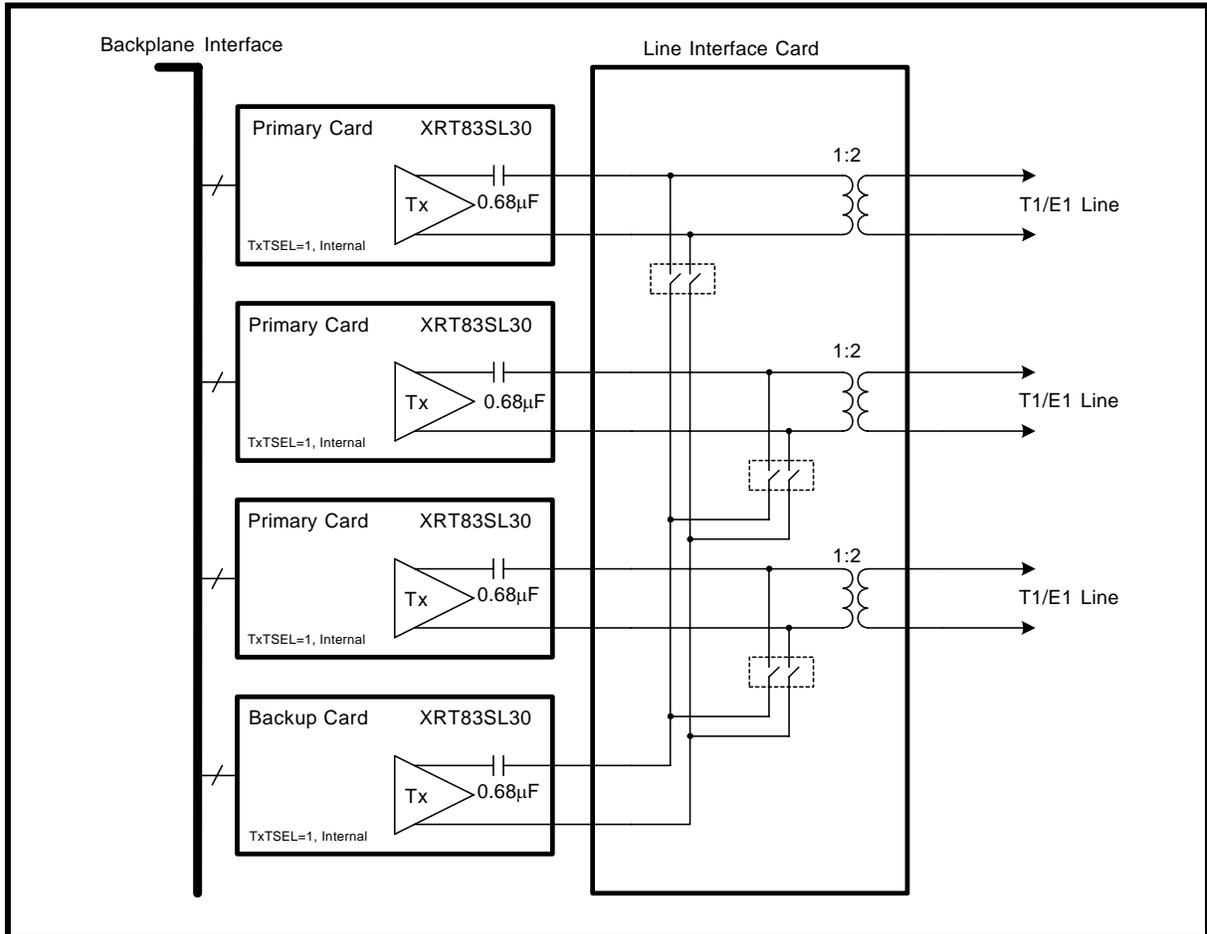 Backplane Interface
Line Interface Card
Primary Card XRT83SL30
1:2
Tx
0.68μF
T1/E1 Line
TxTSEL=1, Internal
Primary Card XRT83SL30
1:2
Tx
0.68μF
T1/E1 Line
TxTSEL=1, Internal
Primary Card XRT83SL30
1:2
Tx
0.68μF
T1/E1 Line
TxTSEL=1, Internal
Backup Card XRT83SL30
Tx
0.68μF
TxTSEL=1, Internal